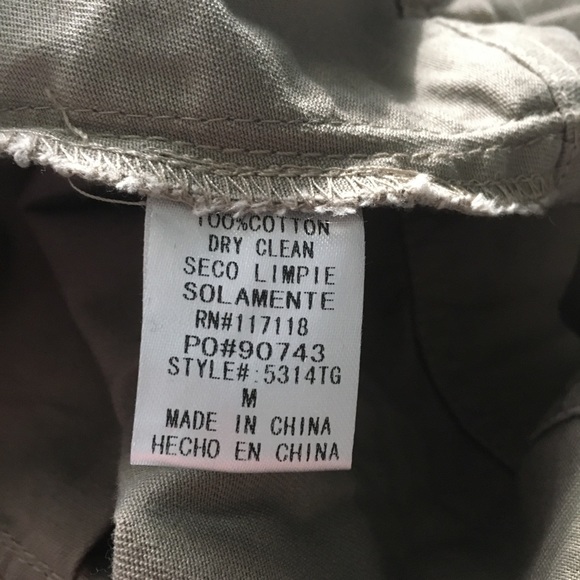 100%COTTON
DRY CLEAN
SECO LIMPIE
SOLAMENTE
RN#117118
PO#90743
STYLE#:5314TG
M
MADE IN CHINA
HECHO EN CHINA